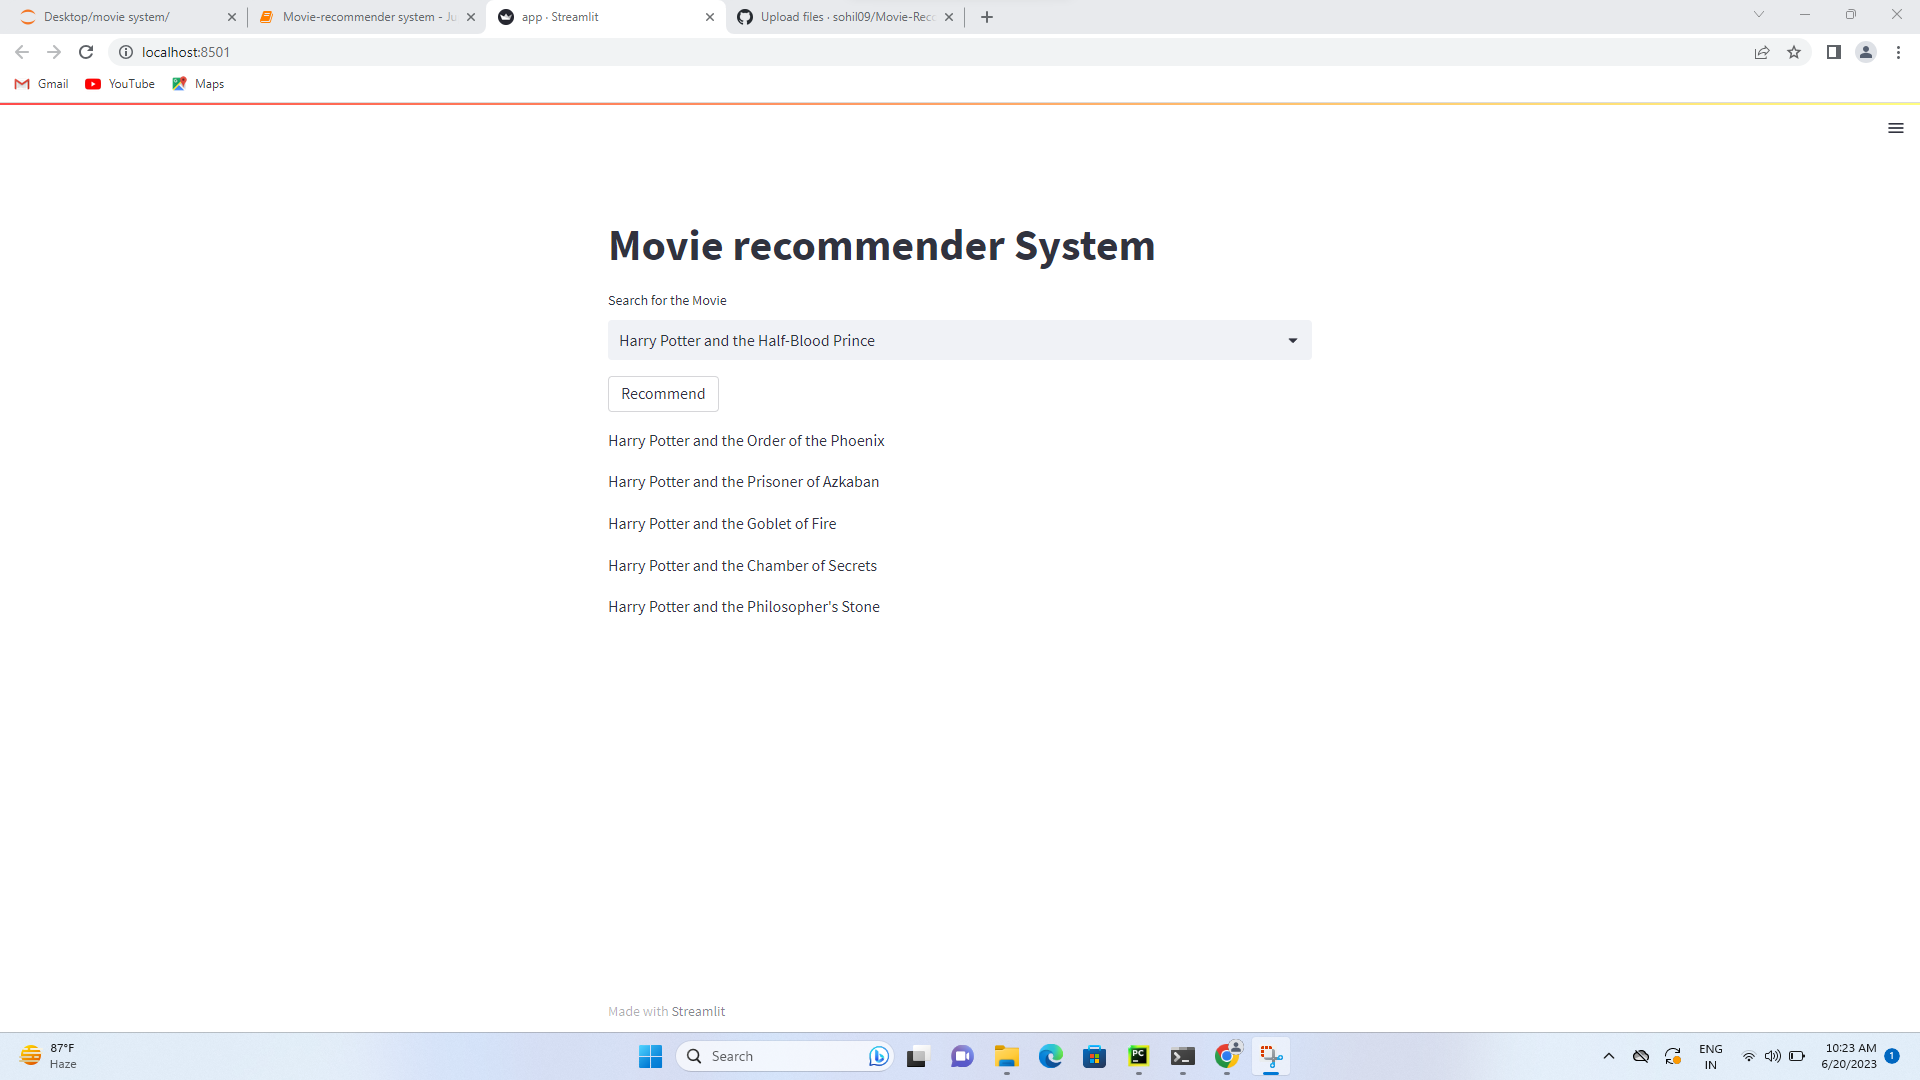 Desktop/movie system/
Movie-recommender system - Ju
app · Streamlit
Upload files · sohil09/Movie-Reco
localhost:8501
Gmail
YouTube
Maps
Movie recommender System
Search for the Movie
Harry Potter and the Half-Blood Prince
Recommend
Harry Potter and the Order of the Phoenix
Harry Potter and the Prisoner of Azkaban
Harry Potter and the Goblet of Fire
Harry Potter and the Chamber of Secrets
Harry Potter and the Philosopher's Stone
Made with Streamlit
87°F
Haze
Search
PC
ENG
IN
10:23 AM
6/20/2023
1